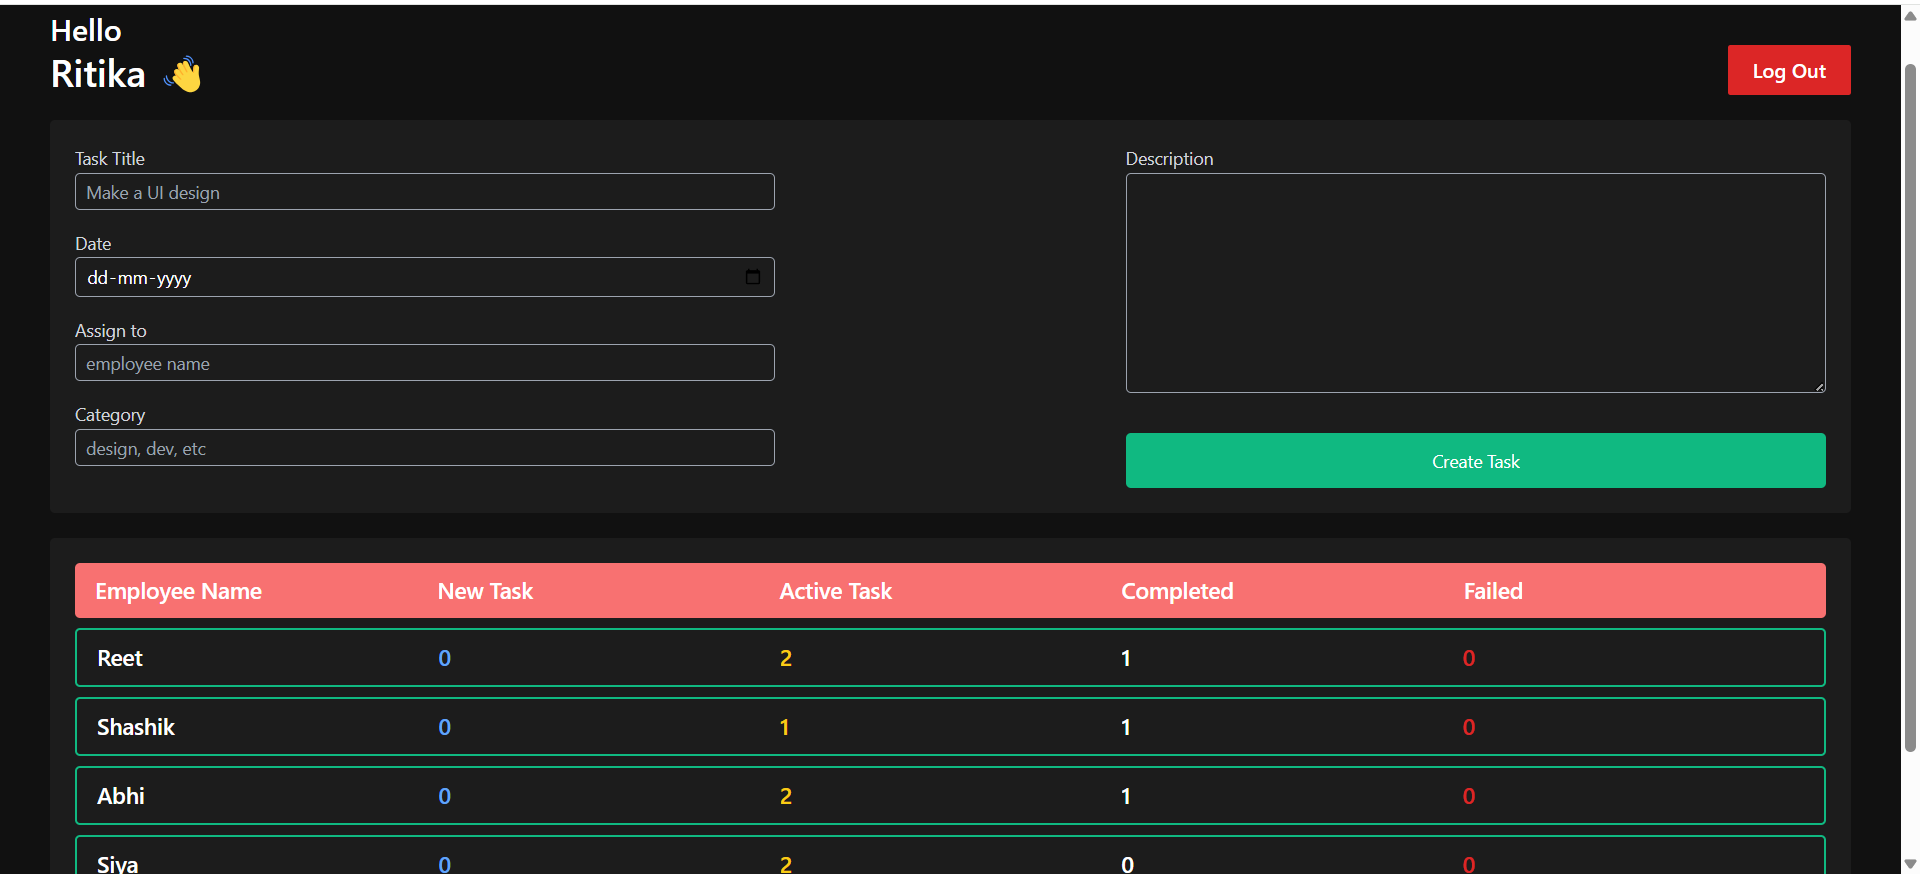 Hello
Ritika 👋
Log Out
Task Title
Make a UI design
Date
dd-mm-yyyy
Assign to
employee name
Category
design, dev, etc
Description
Create Task
Employee Name New Task Active Task Completed Failed
Reet 0 2 1 0
Shashik 0 1 1 0
Abhi 0 2 1 0
Siya 0 2 0 0